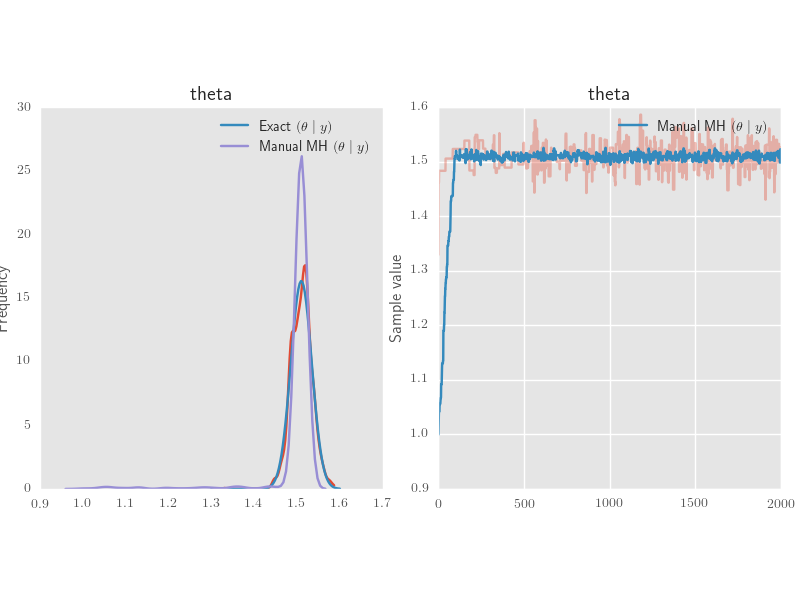 theta
30
25
20
15
10
5
0
Frequency
0.9 1.0 1.1 1.2 1.3 1.4 1.5 1.6 1.7
Exact (θ | y)
Manual MH (θ | y)
theta
1.6
1.5
1.4
1.3
1.2
1.1
1.0
0.9
Sample value
0 500 1000 1500 2000
Manual MH (θ | y)